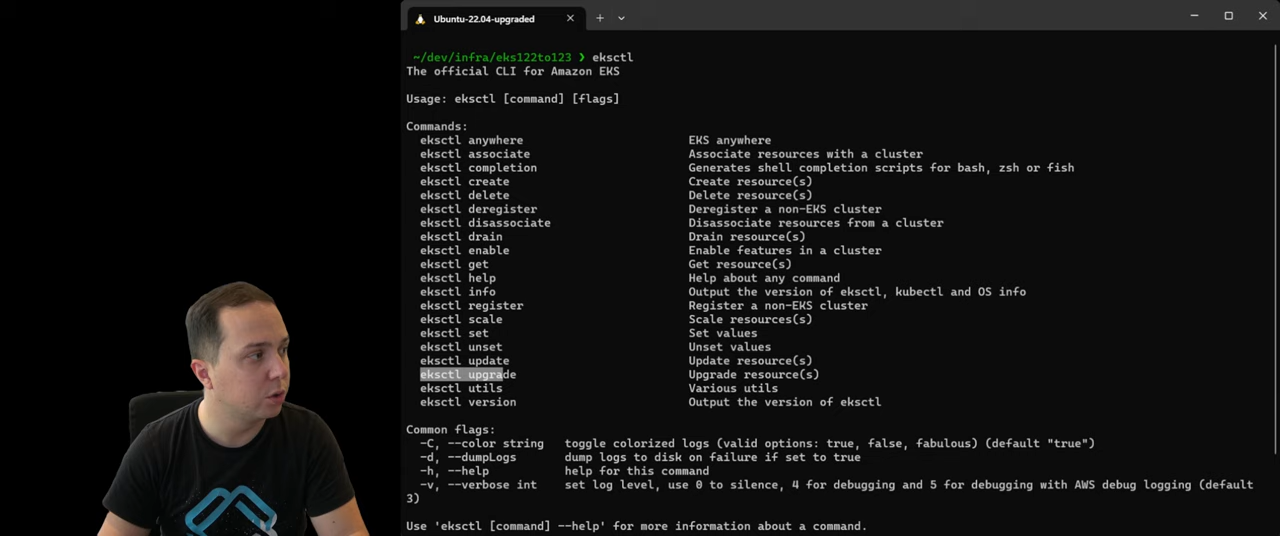 Ubuntu-22.04-upgraded
~/dev/infra/eks122to123 ❯ eksctl
The official CLI for Amazon EKS
Usage: eksctl [command] [flags]
Commands:
eksctl anywhere EKS anywhere
eksctl associate Associate resources with a cluster
eksctl completion Generates shell completion scripts for bash, zsh or fish
eksctl create Create resource(s)
eksctl delete Delete resource(s)
eksctl deregister Deregister a non-EKS cluster
eksctl disassociate Disassociate resources from a cluster
eksctl drain Drain resource(s)
eksctl enable Enable features in a cluster
eksctl get Get resource(s)
eksctl help Help about any command
eksctl info Output the version of eksctl, kubectl and OS info
eksctl register Register a non-EKS cluster
eksctl scale Scale resources(s)
eksctl set Set values
eksctl unset Unset values
eksctl update Update resource(s)
eksctl upgrade Upgrade resource(s)
eksctl utils Various utils
eksctl version Output the version of eksctl
Common flags:
-C, --color string toggle colorized logs (valid options: true, false, fabulous) (default "true")
-d, --dumpLogs dump logs to disk on failure if set to true
-h, --help help for this command
-v, --verbose int set log level, use 0 to silence, 4 for debugging and 5 for debugging with AWS debug logging (default
3)
Use 'eksctl [command] --help' for more information about a command.